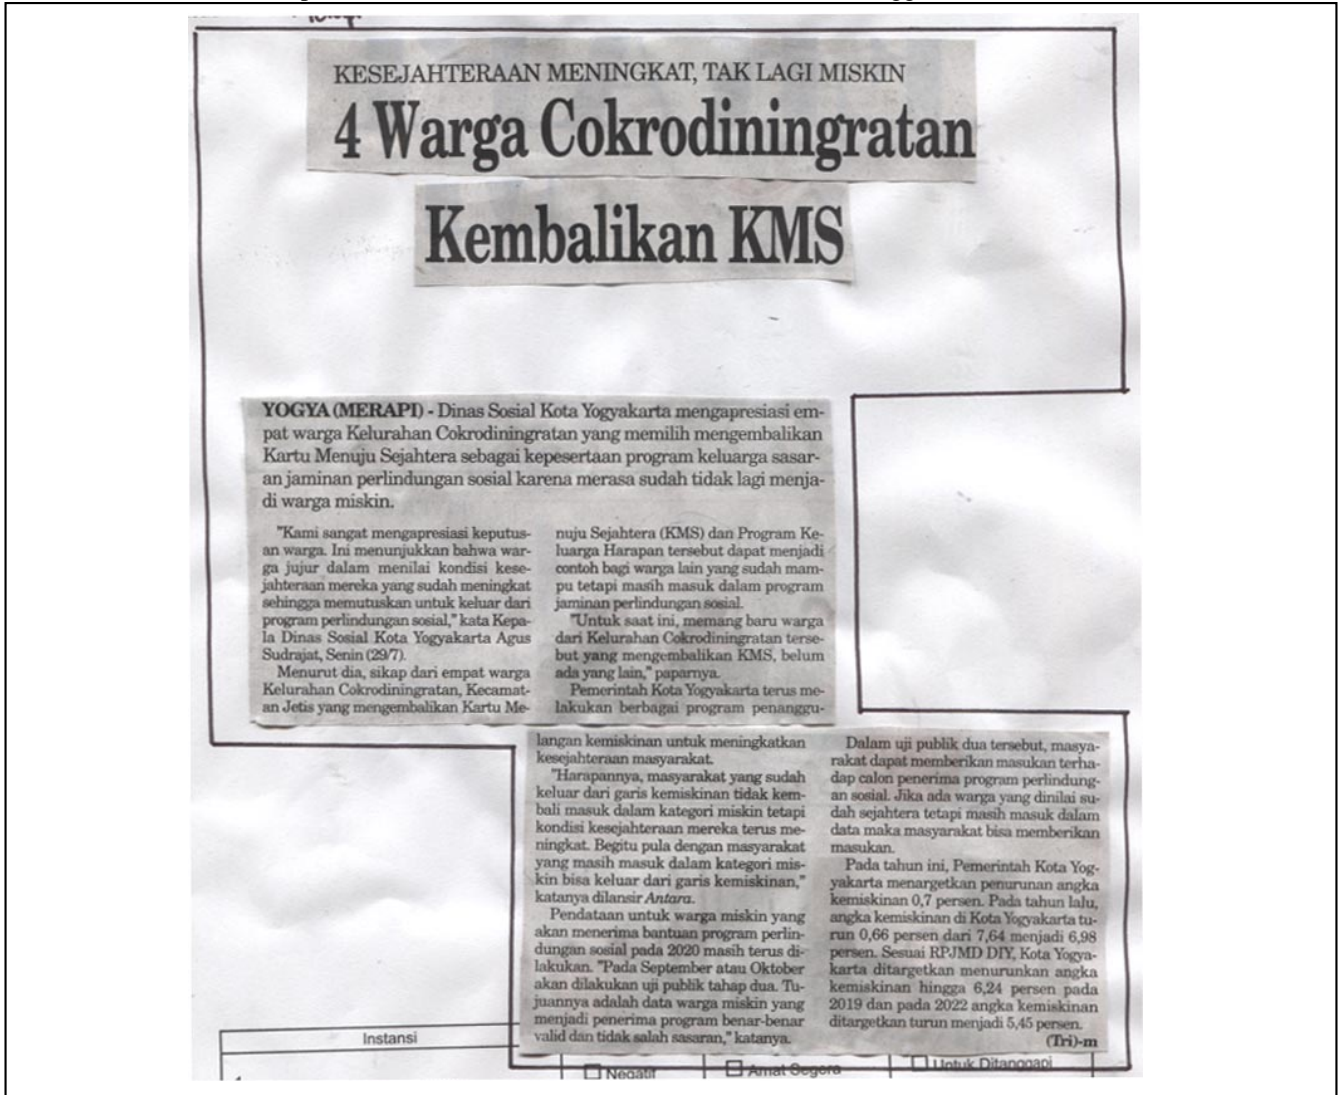 KESEJAHTERAAN MENINGKAT, TAK LAGI MISKIN
4 Warga Cokrodiningratan
Kembalikan KMS
YOGYA (MERAPI) - Dinas Sosial Kota Yogyakarta mengapresiasi em-
pat warga Kelurahan Cokrodiningratan yang memilih mengembalikan
Kartu Menuju Sejahtera sebagai kepesertaan program keluarga sasar-
an jaminan perlindungan sosial karena merasa sudah tidak lagi menja-
di warga miskin.
"Kami sangat mengapresiasi keputus-
an warga. Ini menunjukkan bahwa war-
ga jujur dalam menilai kondisi kese-
jahteraan mereka yang sudah meningkat
sehingga memutuskan untuk keluar dari
program perlindungan sosial," kata Kepa-
la Dinas Sosial Kota Yogyakarta Agus
Sudrajat, Senin (29/7).
Menurut dia, sikap dari empat warga
Kelurahan Cokrodiningratan, Kecamat-
an Jetis yang mengembalikan Kartu Me-
nuju Sejahtera (KMS) dan Program Ke-
luarga Harapan tersebut dapat menjadi
contoh bagi warga lain yang sudah mam-
pu tetapi masih masuk dalam program
jaminan perlindungan sosial.
"Untuk saat ini, memang baru warga
dari Kelurahan Cokrodiningratan terse-
but yang mengembalikan KMS, belum
ada yang lain," paparnya.
Pemerintah Kota Yogyakarta terus me-
lakukan berbagai program penanggu-
langan kemiskinan untuk meningkatkan
kesejahteraan masyarakat.
"Harapannya, masyarakat yang sudah
keluar dari garis kemiskinan tidak kem-
bali masuk dalam kategori miskin tetapi
kondisi kesejahteraan mereka terus me-
ningkat. Begitu pula dengan masyarakat
yang masih masuk dalam kategori mis-
kin bisa keluar dari garis kemiskinan,"
katanya dilansir Antara.
Pendataan untuk warga miskin yang
akan menerima bantuan program perlin-
dungan sosial pada 2020 masih terus di-
lakukan. "Pada September atau Oktober
akan dilakukan uji publik tahap dua. Tu-
juannya adalah data warga miskin yang
menjadi penerima program benar-benar
valid dan tidak salah sasaran," katanya.
Dalam uji publik dua tersebut, masya-
rakat dapat memberikan masukan terha-
dap calon penerima program perlindung-
an sosial. Jika ada warga yang dinilai su-
dah sejahtera tetapi masih masuk dalam
data maka masyarakat bisa memberikan
masukan.
Pada tahun ini, Pemerintah Kota Yog-
yakarta menargetkan penurunan angka
kemiskinan 0,7 persen. Pada tahun lalu,
angka kemiskinan di Kota Yogyakarta tu-
run 0,66 persen dari 7,64 menjadi 6,98
persen. Sesuai RPJMD DIY, Kota Yogya-
karta ditargetkan menurunkan angka
kemiskinan hingga 6,24 persen pada
2019 dan pada 2022 angka kemiskinan
ditargetkan turun menjadi 5,45 persen.
(Tri)-m
Instansi
Negatif
Amat Segera
Untuk Ditanggapi